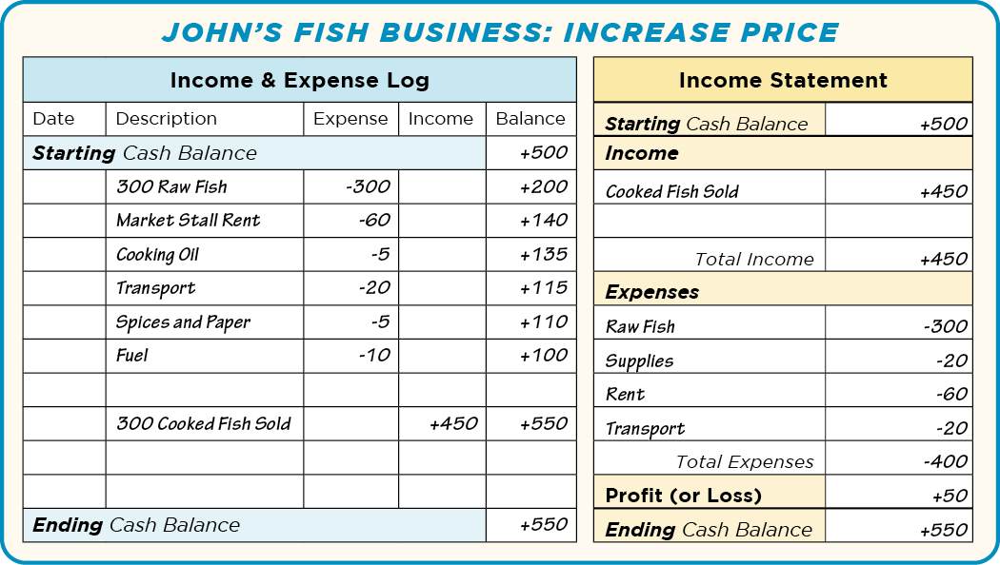 JOHN'S FISH BUSINESS: INCREASE PRICE
Income & Expense Log
Date Description Expense Income Balance
Starting Cash Balance +500
300 Raw Fish -300 +200
Market Stall Rent -60 +140
Cooking Oil -5 +135
Transport -20 +115
Spices and Paper -5 +110
Fuel -10 +100
300 Cooked Fish Sold +450 +550
Ending Cash Balance +550
Income Statement
Starting Cash Balance +500
Income
Cooked Fish Sold +450
Total Income +450
Expenses
Raw Fish -300
Supplies -20
Rent -60
Transport -20
Total Expenses -400
Profit (or Loss) +50
Ending Cash Balance +550